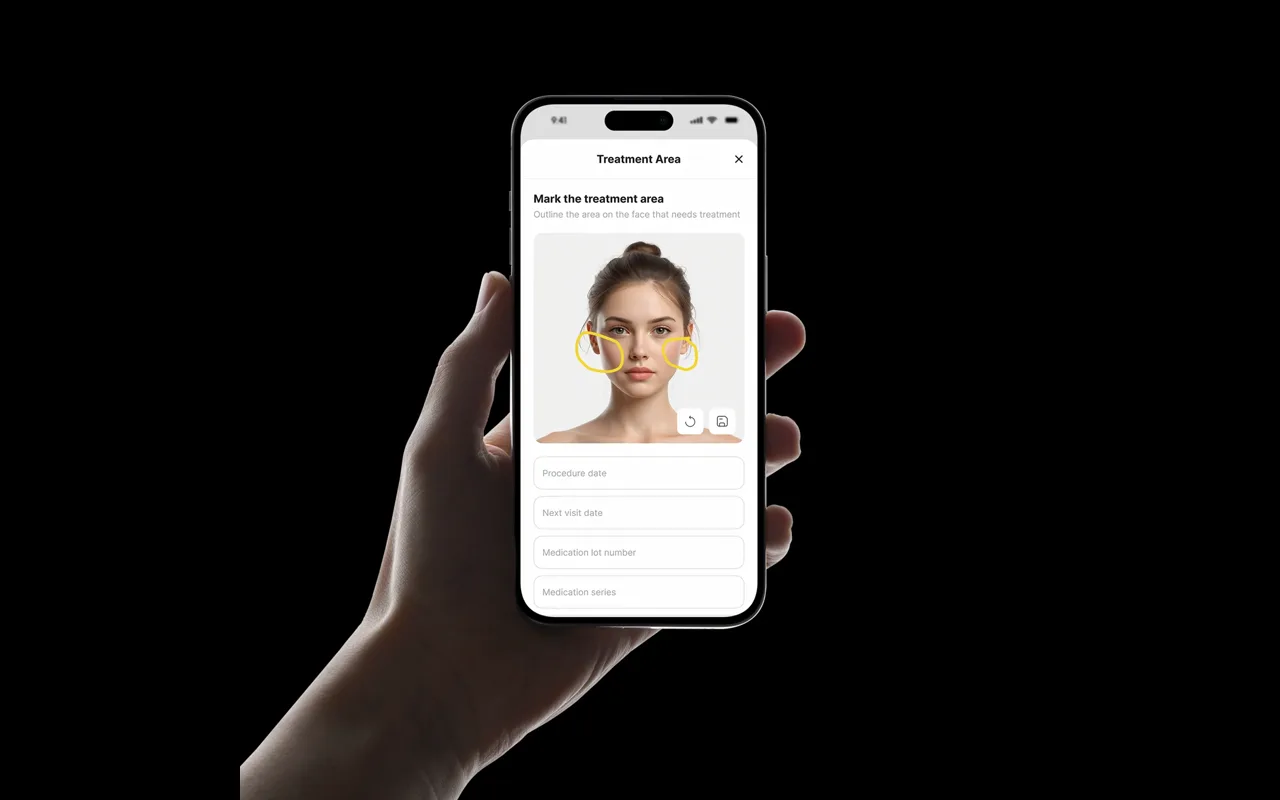 9:41
Treatment Area
Mark the treatment area
Outline the area on the face that needs treatment
Procedure date
Next visit date
Medication lot number
Medication series